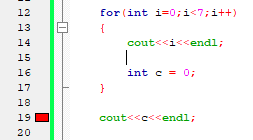 12 for(int i=0;i<7;i++)
13 {
14 cout<<i<<endl;
15
16 int c = 0;
17 }
18
19 cout<<c<<endl;
20